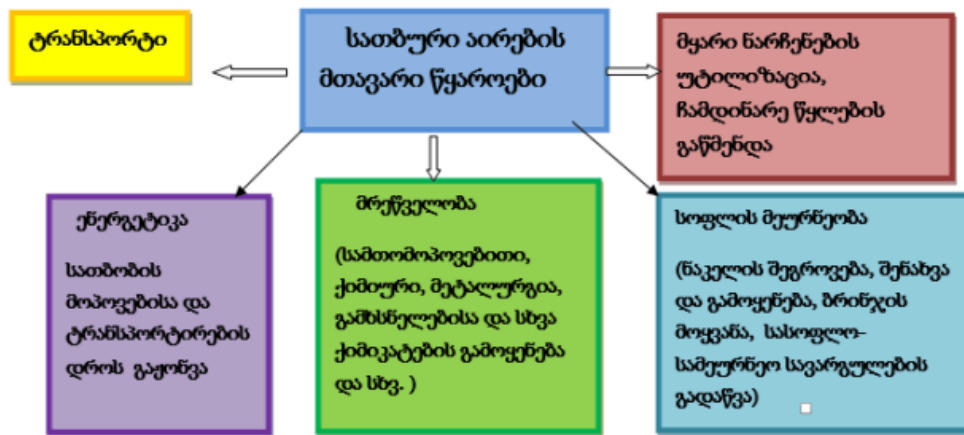 ტრანსპორტი
სათბური აირების
მთავარი წყაროები
მყარი ნარჩენების
უტილიზაცია,
ჩამდინარე წყლების
გაწმენდა
ენერგეტიკა
სათბობის
მოპოვებისა და
ტრანსპორტირების
დროს გაჟონვა
მრეწველობა
(სამთომოპოვებითი,
ქიმიური, მეტალურგია,
გამხსნელებისა და სხვა
ქიმიკატების გამოყენება
და სხვ. )
სოფლის მეურნეობა
(ნაკელის შეგროვება, შენახვა
და გამოყენება, ბრინჯის
მოყვანა, სასოფლო-
სამეურნეო სავარგულების
გადაწვა)